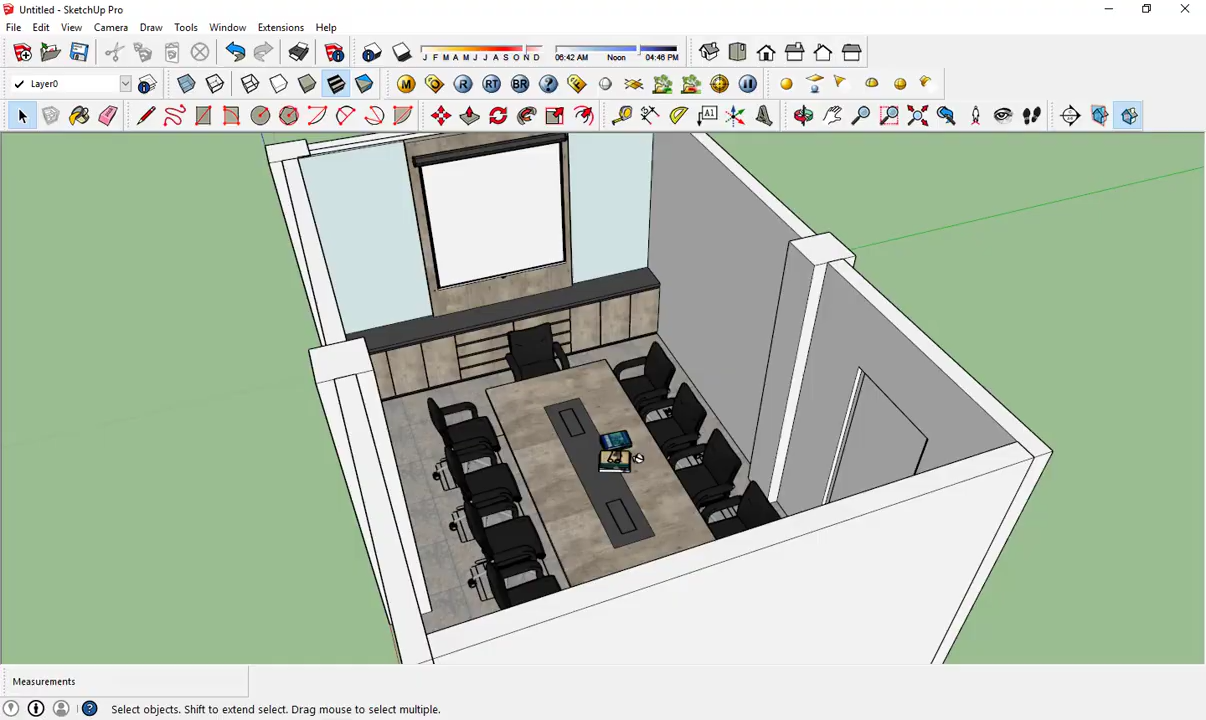 Untitled - SketchUp Pro
File Edit View Camera Draw Tools Window Extensions Help
J F M A M J J A S O N D
06:42 AM Noon 04:46 PM
Layer0
M O R RT BR ? F
A1
Measurements
Select objects. Shift to extend select. Drag mouse to select multiple.